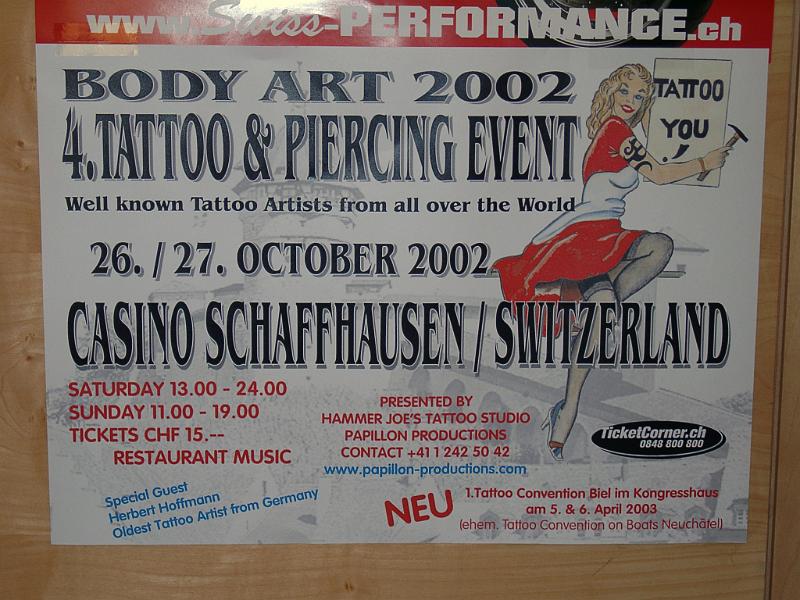 www.Swiss-PERFORMANCE.ch
BODY ART 2002
4.TATTOO & PIERCING EVENT
TATTOO
YOU!
Well known Tattoo Artists from all over the World
26. / 27. OCTOBER 2002
CASINO SCHAFFHAUSEN / SWITZERLAND
SATURDAY 13.00 - 24.00
SUNDAY 11.00 - 19.00
TICKETS CHF 15.--
RESTAURANT MUSIC
PRESENTED BY
HAMMER JOE'S TATTOO STUDIO
PAPILLON PRODUCTIONS
CONTACT +41 1 242 50 42
www.papillon-productions.com
TicketCorner.ch
0848 800 800
Special Guest
Herbert Hoffmann
Oldest Tattoo Artist from Germany
NEU
1.Tattoo Convention Biel im Kongresshaus
am 5. & 6. April 2003
(ehem. Tattoo Convention on Boats Neuchâtel)